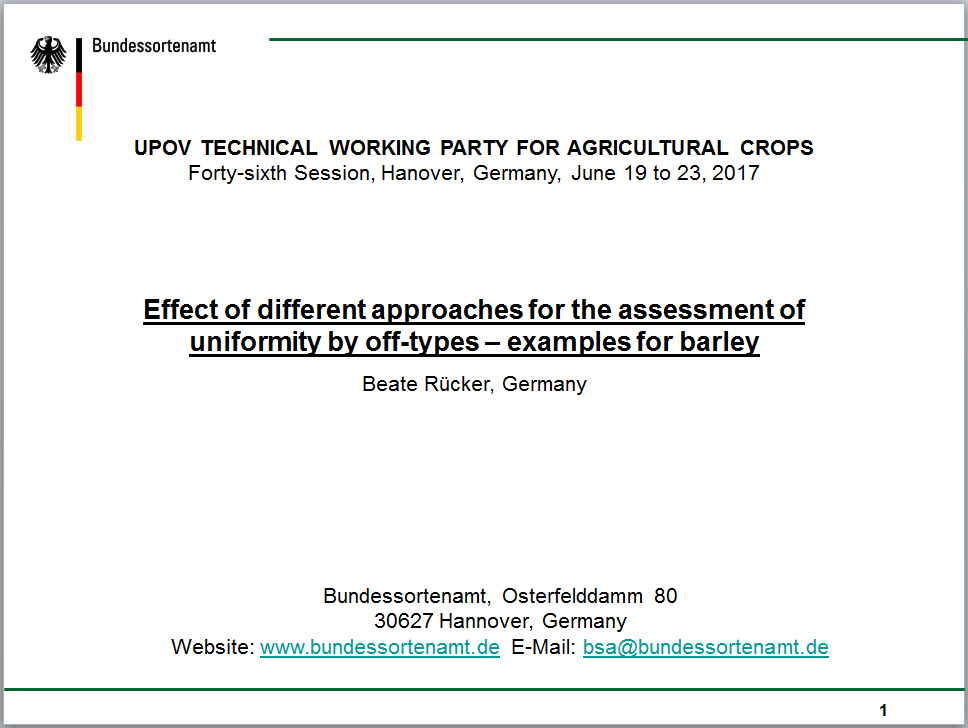 Bundessortenamt
UPOV TECHNICAL WORKING PARTY FOR AGRICULTURAL CROPS
Forty-sixth Session, Hanover, Germany, June 19 to 23, 2017
Effect of different approaches for the assessment of
uniformity by off-types – examples for barley
Beate Rücker, Germany
Bundessortenamt, Osterfelddamm 80
30627 Hannover, Germany
Website: www.bundessortenamt.de E-Mail: bsa@bundessortenamt.de
1